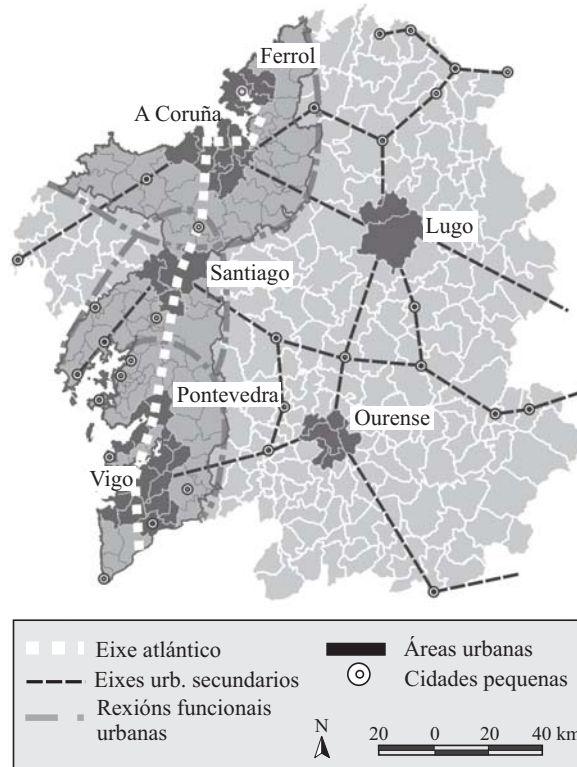 Ferrol
A Coruña
Lugo
Santiago
Pontevedra
Ourense
Vigo
Eixe atlántico
Eixes urb. secundarios
Rexións funcionais
urbanas
Áreas urbanas
Cidades pequenas
N
20 0 20 40 km